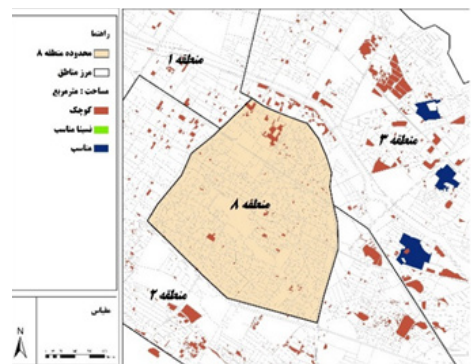 راهنما
محدوده منطقه ۸
مرز مناطق
مساحت : مترمربع
کوچک
نسبتا مناسب
مناسب
منطقه ۱
منطقه ۳
منطقه ۸
منطقه ۲
مقیاس
N